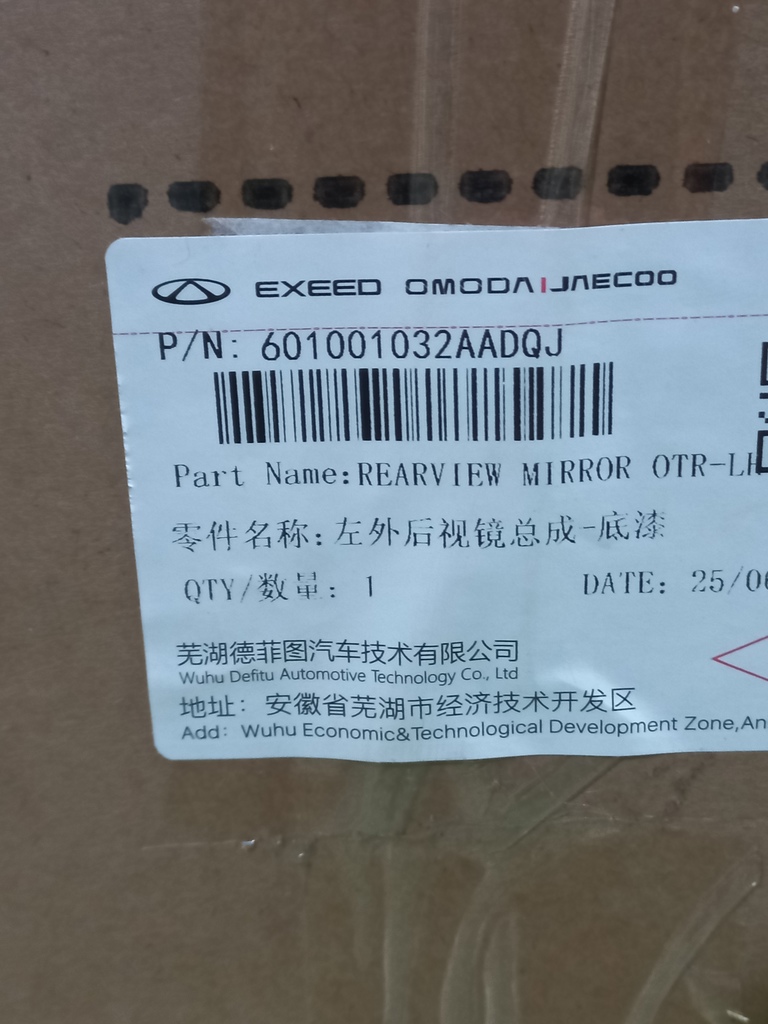 EXEED OMODA|JAECOO
P/N: 601001032AADQJ
Part Name:REARVIEW MIRROR OTR-LH
零件名称:左外后视镜总成-底漆
QTY/数量: 1 DATE: 25/06
芜湖德菲图汽车技术有限公司
Wuhu Defitu Automotive Technology Co., Ltd
地址: 安徽省芜湖市经济技术开发区
Add: Wuhu Economic&Technological Development Zone,An